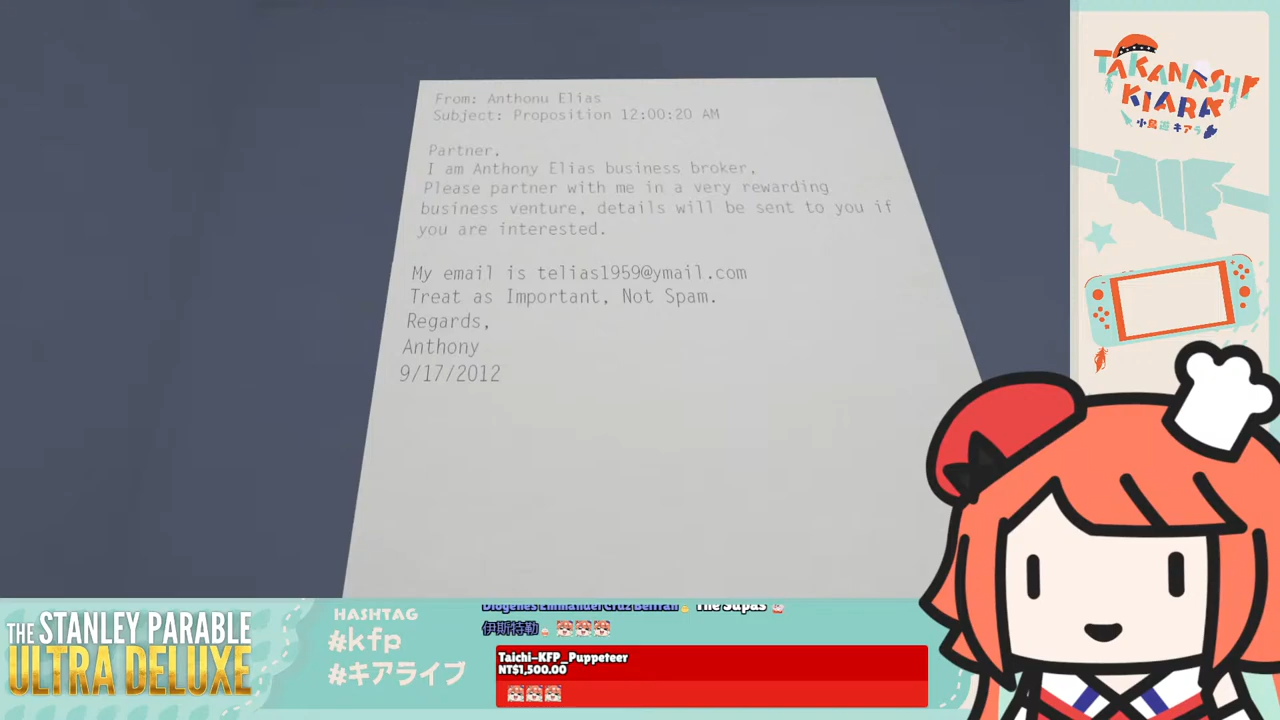 From: Anthonu Elias
Subject: Proposition 12:00:20 AM
Partner,
I am Anthony Elias business broker,
Please partner with me in a very rewarding
business venture, details will be sent to you if
you are interested.
My email is telias1959@ymail.com
Treat as Important, Not Spam.
Regards,
Anthony
9/17/2012
TAKANASHI
KIARA
小鳥遊キアラ
THE STANLEY PARABLE
ULTRA DELUXE
HASHTAG
#kfp
#キアライブ
Diogenes Emmanuel Cruz Beltran The Supas
伊斯特勒
Taichi-KFP_Puppeteer
NT$1,500.00